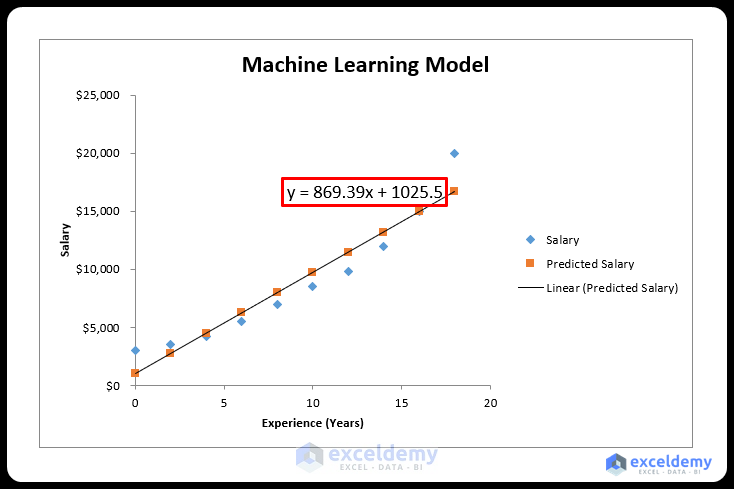 Machine Learning Model
$25,000
$20,000
$15,000
$10,000
$5,000
$0
Salary
y = 869.39x + 1025.5
0
5
10
15
20
Experience (Years)
Salary
Predicted Salary
Linear (Predicted Salary)
exceldemy
EXCEL - DATA - BI
exceldemy
EXCEL - DATA - BI